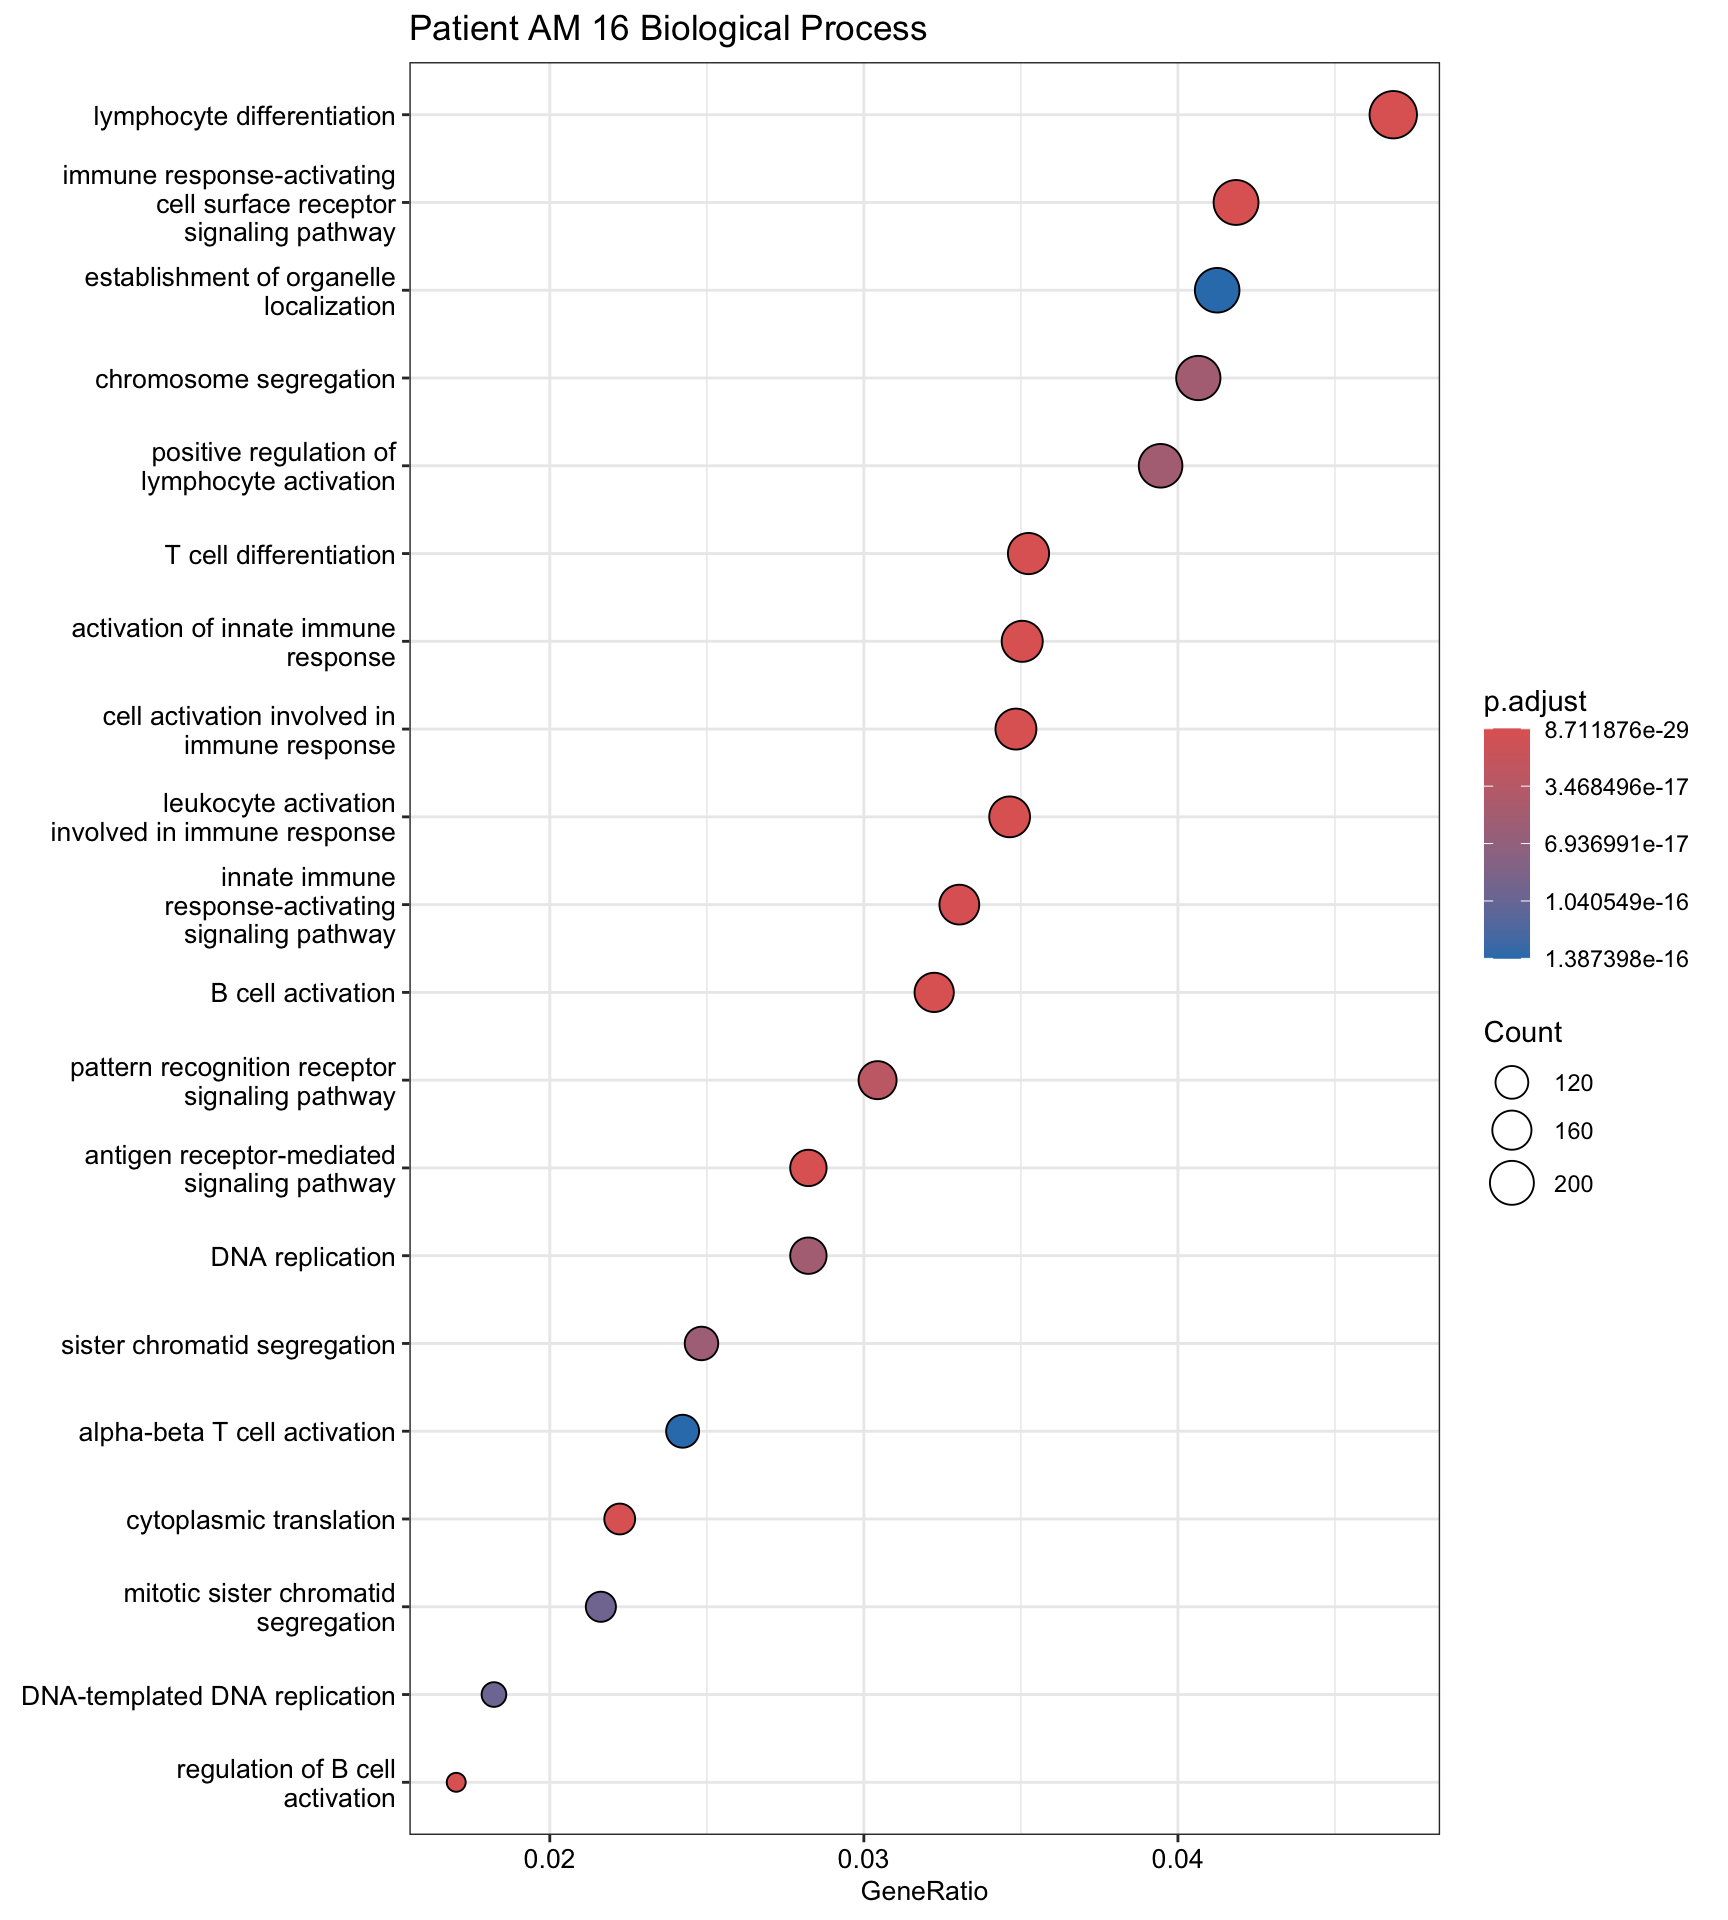 Patient AM 16 Biological Process
lymphocyte differentiation
immune response-activating
cell surface receptor
signaling pathway
establishment of organelle
localization
chromosome segregation
positive regulation of
lymphocyte activation
T cell differentiation
activation of innate immune
response
cell activation involved in
immune response
leukocyte activation
involved in immune response
innate immune
response-activating
signaling pathway
B cell activation
pattern recognition receptor
signaling pathway
antigen receptor-mediated
signaling pathway
DNA replication
sister chromatid segregation
alpha-beta T cell activation
cytoplasmic translation
mitotic sister chromatid
segregation
DNA-templated DNA replication
regulation of B cell
activation
0.02
0.03
0.04
GeneRatio
p.adjust
8.711876e-29
3.468496e-17
6.936991e-17
1.040549e-16
1.387398e-16
Count
120
160
200